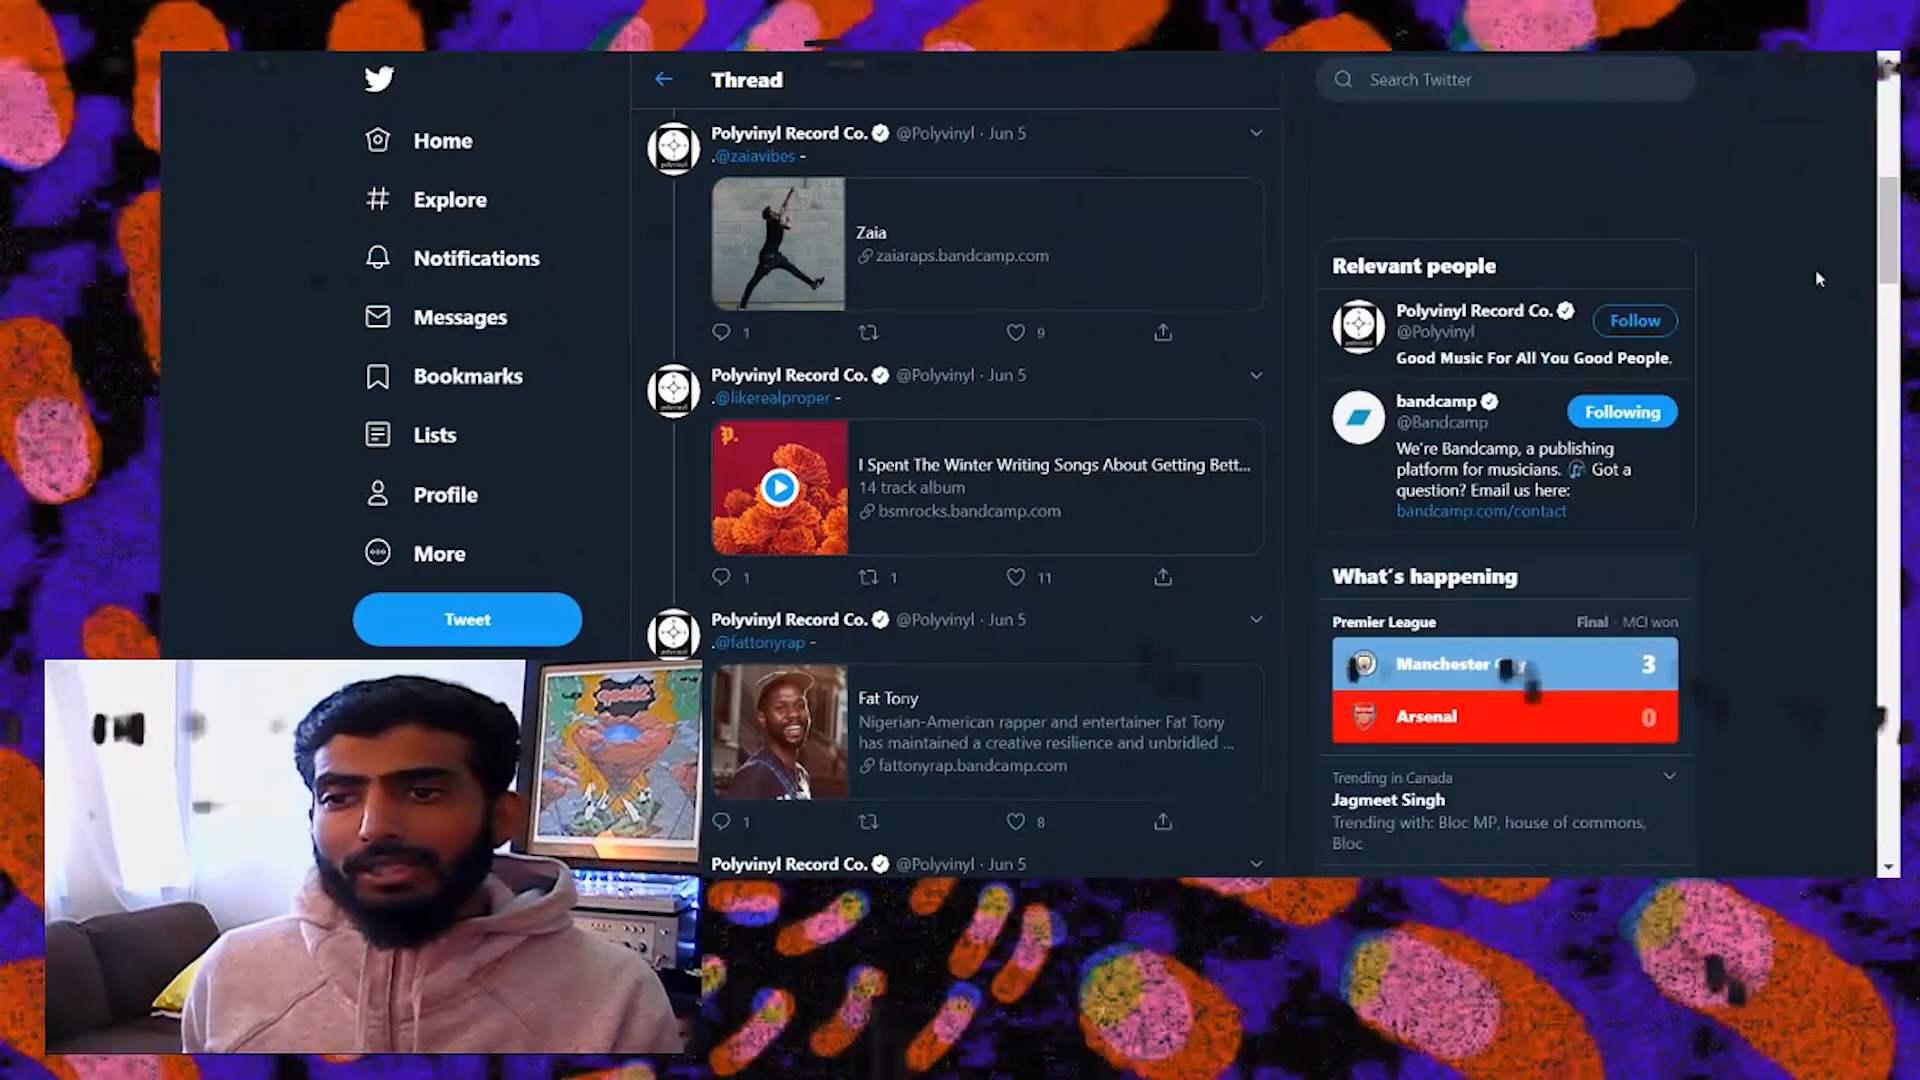 Home
Explore
Notifications
Messages
Bookmarks
Lists
Profile
More
Tweet
Thread
Polyvinyl Record Co. @Polyvinyl · Jun 5
.@zaiavibes -
Zaia
zaiaraps.bandcamp.com
1
9
Polyvinyl Record Co. @Polyvinyl · Jun 5
.@likerealproper -
p.
I Spent The Winter Writing Songs About Getting Bett...
14 track album
bsmrocks.bandcamp.com
1
1
11
Polyvinyl Record Co. @Polyvinyl · Jun 5
.@fattonyrap -
Fat Tony
Nigerian-American rapper and entertainer Fat Tony
has maintained a creative resilience and unbridled ...
fattonyrap.bandcamp.com
1
8
Polyvinyl Record Co. @Polyvinyl · Jun 5
Search Twitter
Relevant people
Polyvinyl Record Co.
@Polyvinyl
Follow
Good Music For All You Good People.
bandcamp
@Bandcamp
Following
We're Bandcamp, a publishing
platform for musicians. Got a
question? Email us here:
bandcamp.com/contact
What's happening
Premier League Final · MCI won
Manchester 3
Arsenal 0
Trending in Canada
Jagmeet Singh
Trending with: Bloc MP, house of commons,
Bloc